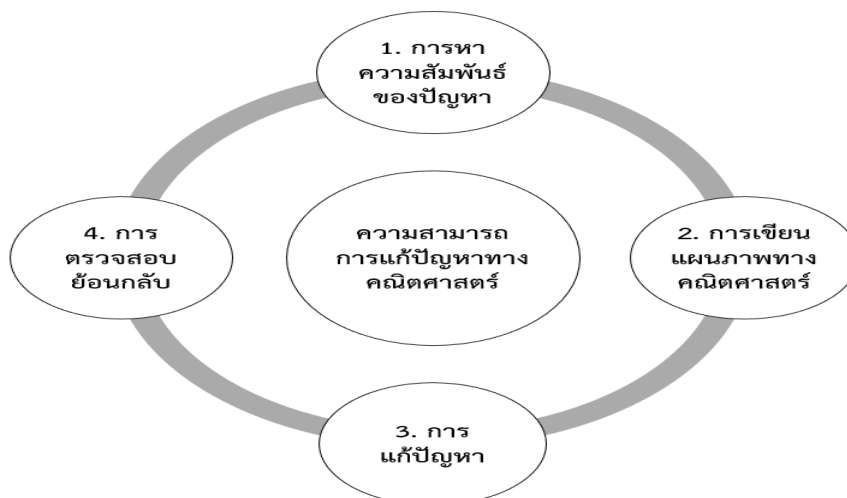 1. การหา
ความสัมพันธ์
ของปัญหา
2. การเขียน
แผนภาพทาง
คณิตศาสตร์
3. การ
แก้ปัญหา
4. การ
ตรวจสอบ
ย้อนกลับ
ความสามารถ
การแก้ปัญหาทาง
คณิตศาสตร์